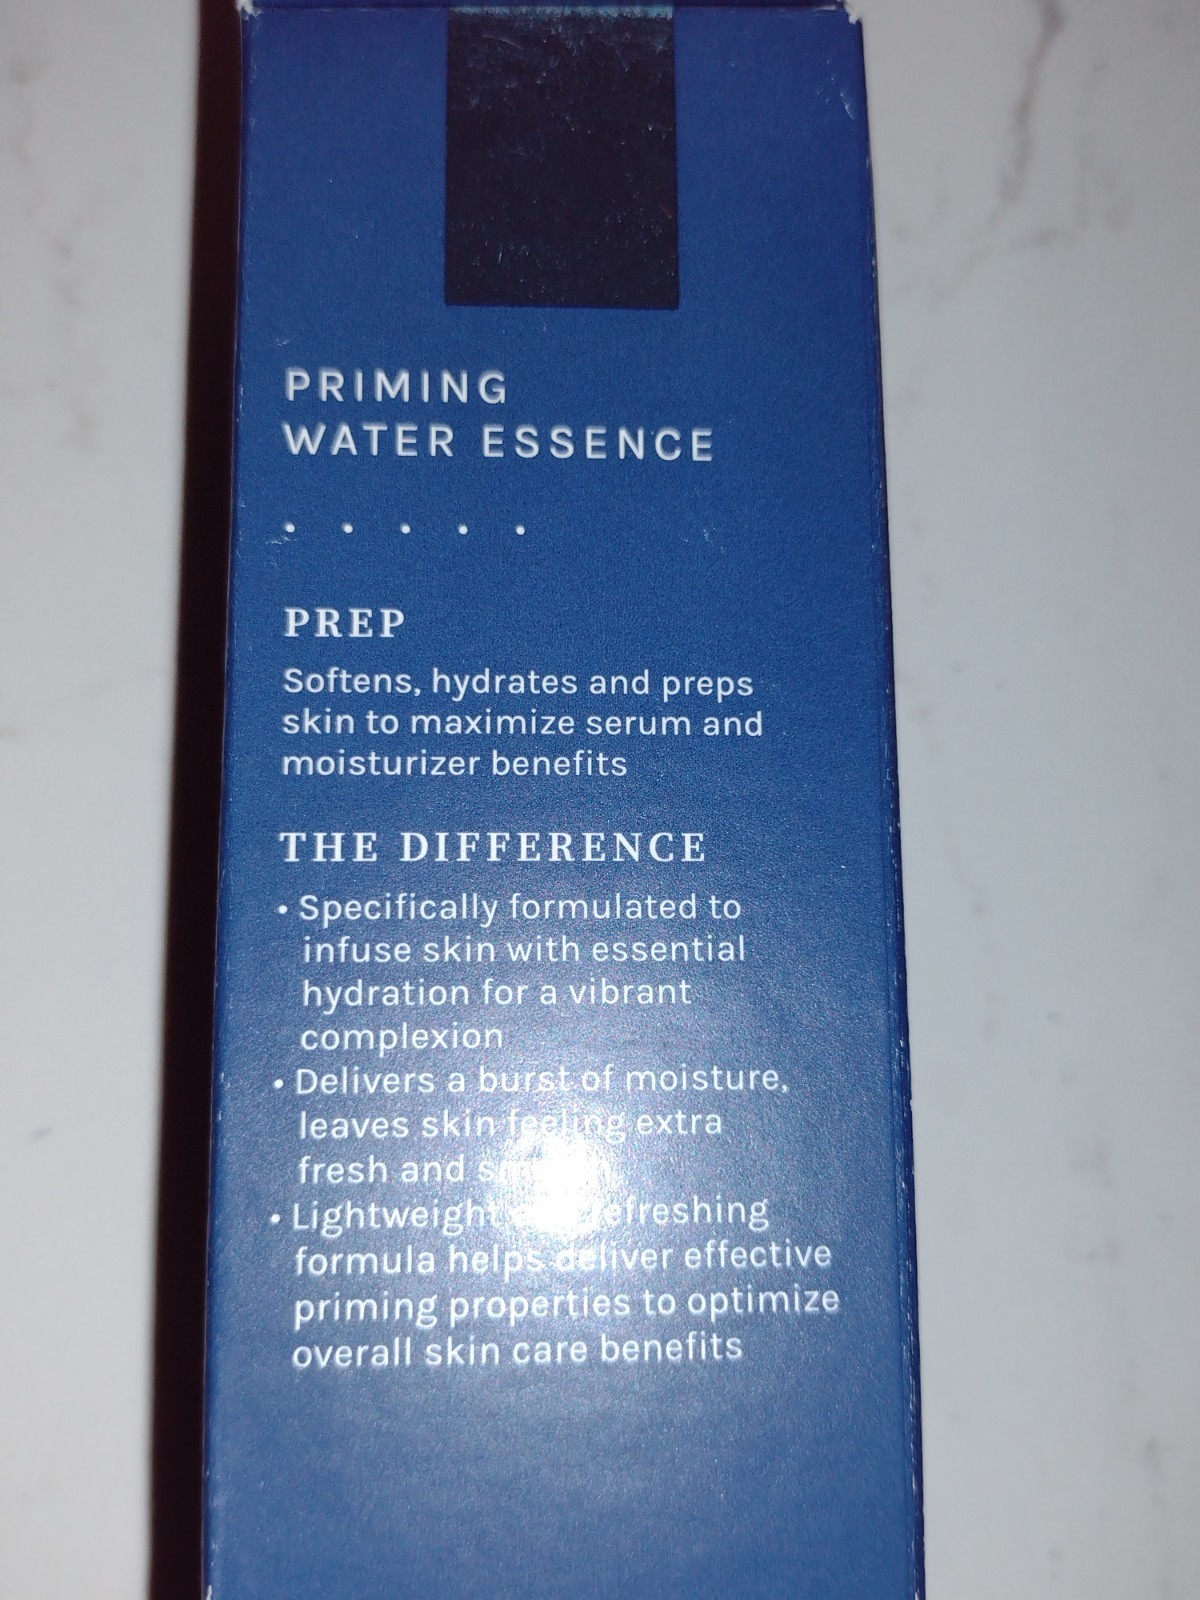 PRIMING
WATER ESSENCE
• • • • •
PREP
Softens, hydrates and preps
skin to maximize serum and
moisturizer benefits
THE DIFFERENCE
• Specifically formulated to
infuse skin with essential
hydration for a vibrant
complexion
• Delivers a burst of moisture,
leaves skin feeling extra
fresh and
• Lightweight refreshing
formula helps deliver effective
priming properties to optimize
overall skin care benefits